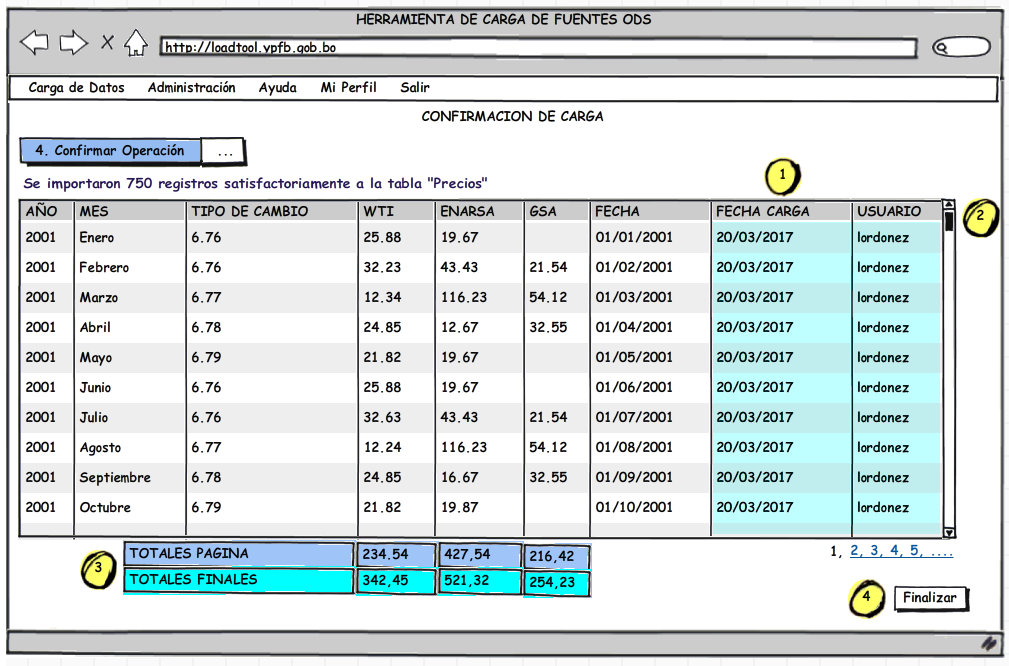 HERRAMIENTA DE CARGA DE FUENTES ODS
http://loadtool.ypfb.gob.bo
Carga de Datos Administración Ayuda Mi Perfil Salir
CONFIRMACION DE CARGA
4. Confirmar Operación ...
Se importaron 750 registros satisfactoriamente a la tabla "Precios"
1
AÑO MES TIPO DE CAMBIO WTI ENARSA GSA FECHA FECHA CARGA USUARIO
2
2001 Enero 6.76 25.88 19.67 01/01/2001 20/03/2017 lordonez
2001 Febrero 6.76 32.23 43.43 21.54 01/02/2001 20/03/2017 lordonez
2001 Marzo 6.77 12.34 116.23 54.12 01/03/2001 20/03/2017 lordonez
2001 Abril 6.78 24.85 12.67 32.55 01/04/2001 20/03/2017 lordonez
2001 Mayo 6.79 21.82 19.67 01/05/2001 20/03/2017 lordonez
2001 Junio 6.76 25.88 19.67 01/06/2001 20/03/2017 lordonez
2001 Julio 6.76 32.63 43.43 21.54 01/07/2001 20/03/2017 lordonez
2001 Agosto 6.77 12.24 116.23 54.12 01/08/2001 20/03/2017 lordonez
2001 Septiembre 6.78 24.85 16.67 32.55 01/09/2001 20/03/2017 lordonez
2001 Octubre 6.79 21.82 19.87 01/10/2001 20/03/2017 lordonez
TOTALES PAGINA 234.54 427,54 216,42
1, 2, 3, 4, 5, ....
3
TOTALES FINALES 342,45 521,32 254,23
4 Finalizar